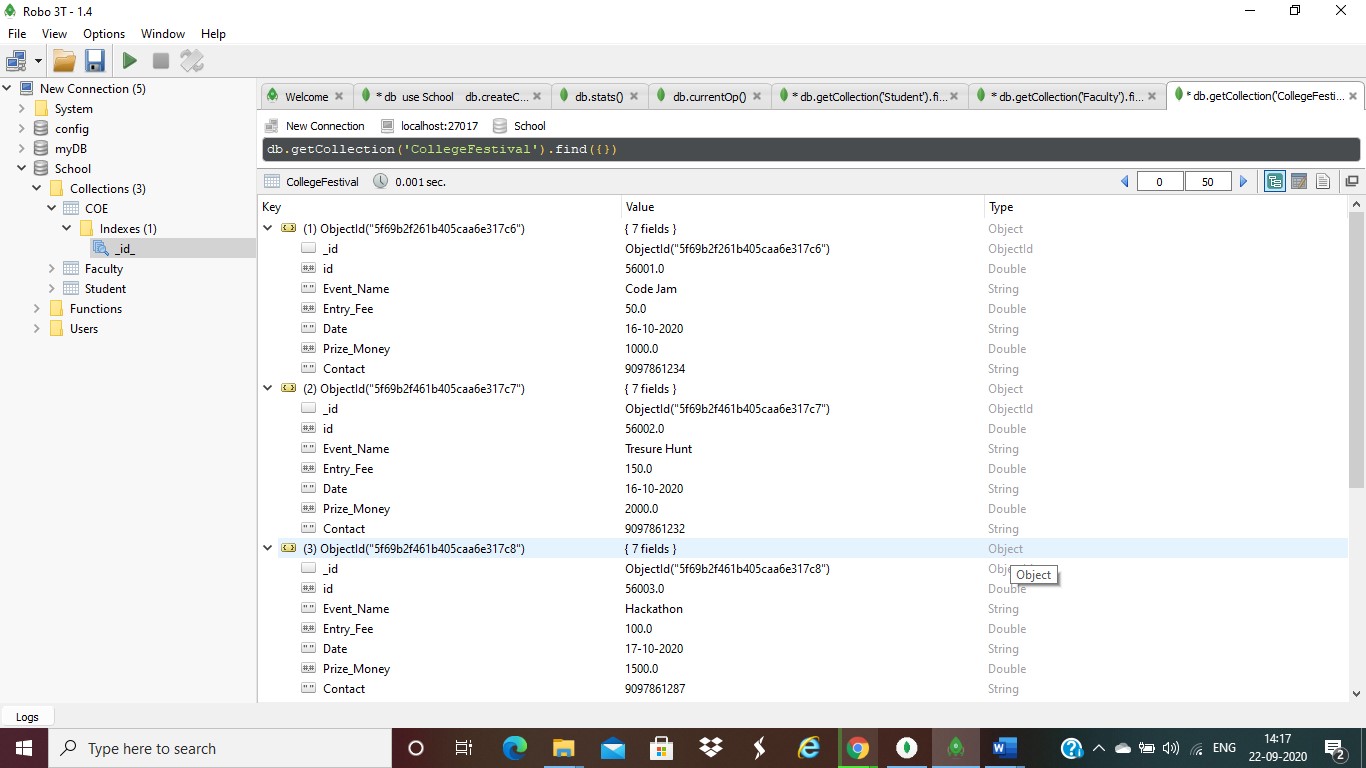 Robo 3T - 1.4
File View Options Window Help
New Connection (5)
System
config
myDB
School
Collections (3)
COE
Indexes (1)
_id_
Faculty
Student
Functions
Users
Welcome * db use School db.createC... db.stats() db.currentOp() * db.getCollection('Student').fi... * db.getCollection('Faculty').fi... * db.getCollection('CollegeFesti...
New Connection localhost:27017 School
db.getCollection('CollegeFestival').find({})
CollegeFestival 0.001 sec. 0 50
Key Value Type
(1) ObjectId("5f69b2f261b405caa6e317c6") { 7 fields } Object
_id ObjectId("5f69b2f261b405caa6e317c6") ObjectId
id 56001.0 Double
Event_Name Code Jam String
Entry_Fee 50.0 Double
Date 16-10-2020 String
Prize_Money 1000.0 Double
Contact 9097861234 String
(2) ObjectId("5f69b2f461b405caa6e317c7") { 7 fields } Object
_id ObjectId("5f69b2f461b405caa6e317c7") ObjectId
id 56002.0 Double
Event_Name Tresure Hunt String
Entry_Fee 150.0 Double
Date 16-10-2020 String
Prize_Money 2000.0 Double
Contact 9097861232 String
(3) ObjectId("5f69b2f461b405caa6e317c8") { 7 fields } Object
_id ObjectId("5f69b2f461b405caa6e317c8")
Object
id 56003.0 Double
Event_Name Hackathon String
Entry_Fee 100.0 Double
Date 17-10-2020 String
Prize_Money 1500.0 Double
Contact 9097861287 String
Logs
Type here to search
ENG
14:17
22-09-2020
2